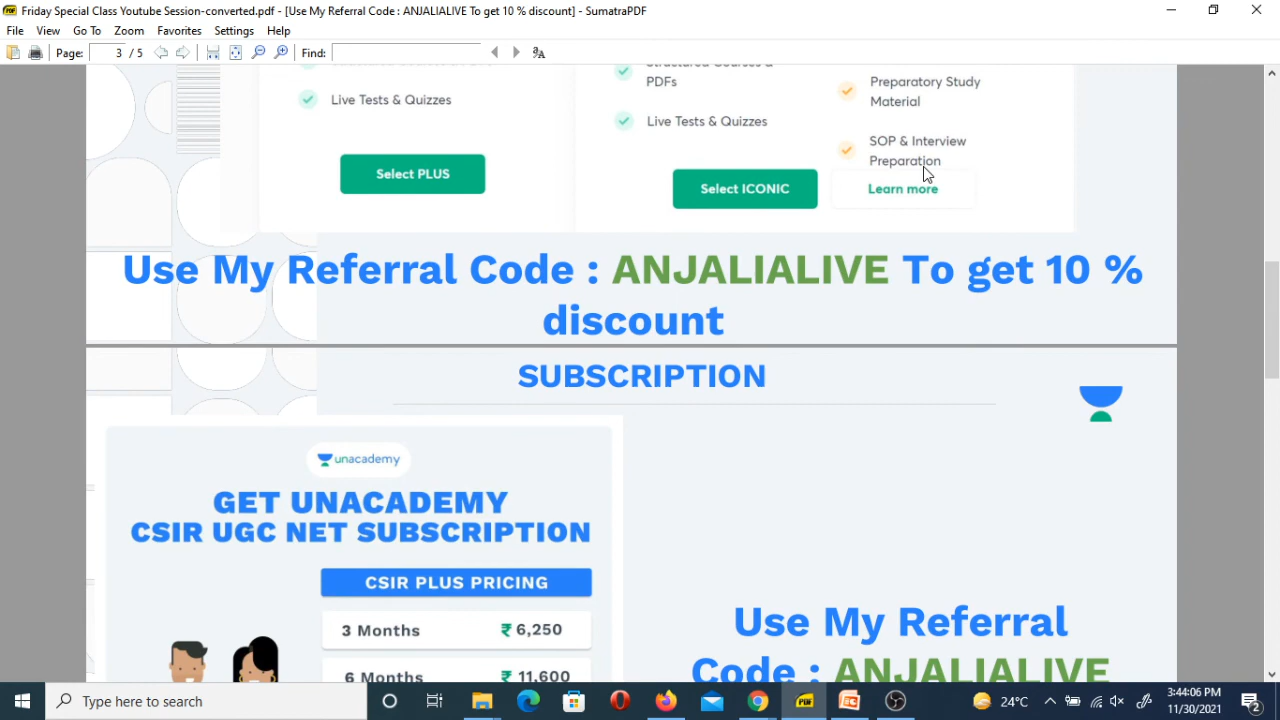 Friday Special Class Youtube Session-converted.pdf - [Use My Referral Code : ANJALIALIVE To get 10 % discount] - SumatraPDF
File View Go To Zoom Favorites Settings Help
Page: 3 / 5 Find:
Structured Courses &
PDFs
Preparatory Study
Material
Live Tests & Quizzes
Live Tests & Quizzes
SOP & Interview
Preparation
Select PLUS
Select ICONIC
Learn more
Use My Referral Code : ANJALIALIVE To get 10 %
discount
SUBSCRIPTION
unacademy
GET UNACADEMY
CSIR UGC NET SUBSCRIPTION
CSIR PLUS PRICING
3 Months ₹ 6,250
6 Months ₹ 11,600
Use My Referral
Code : ANJALIALIVE
Type here to search
24°C
3:44:06 PM
11/30/2021
2